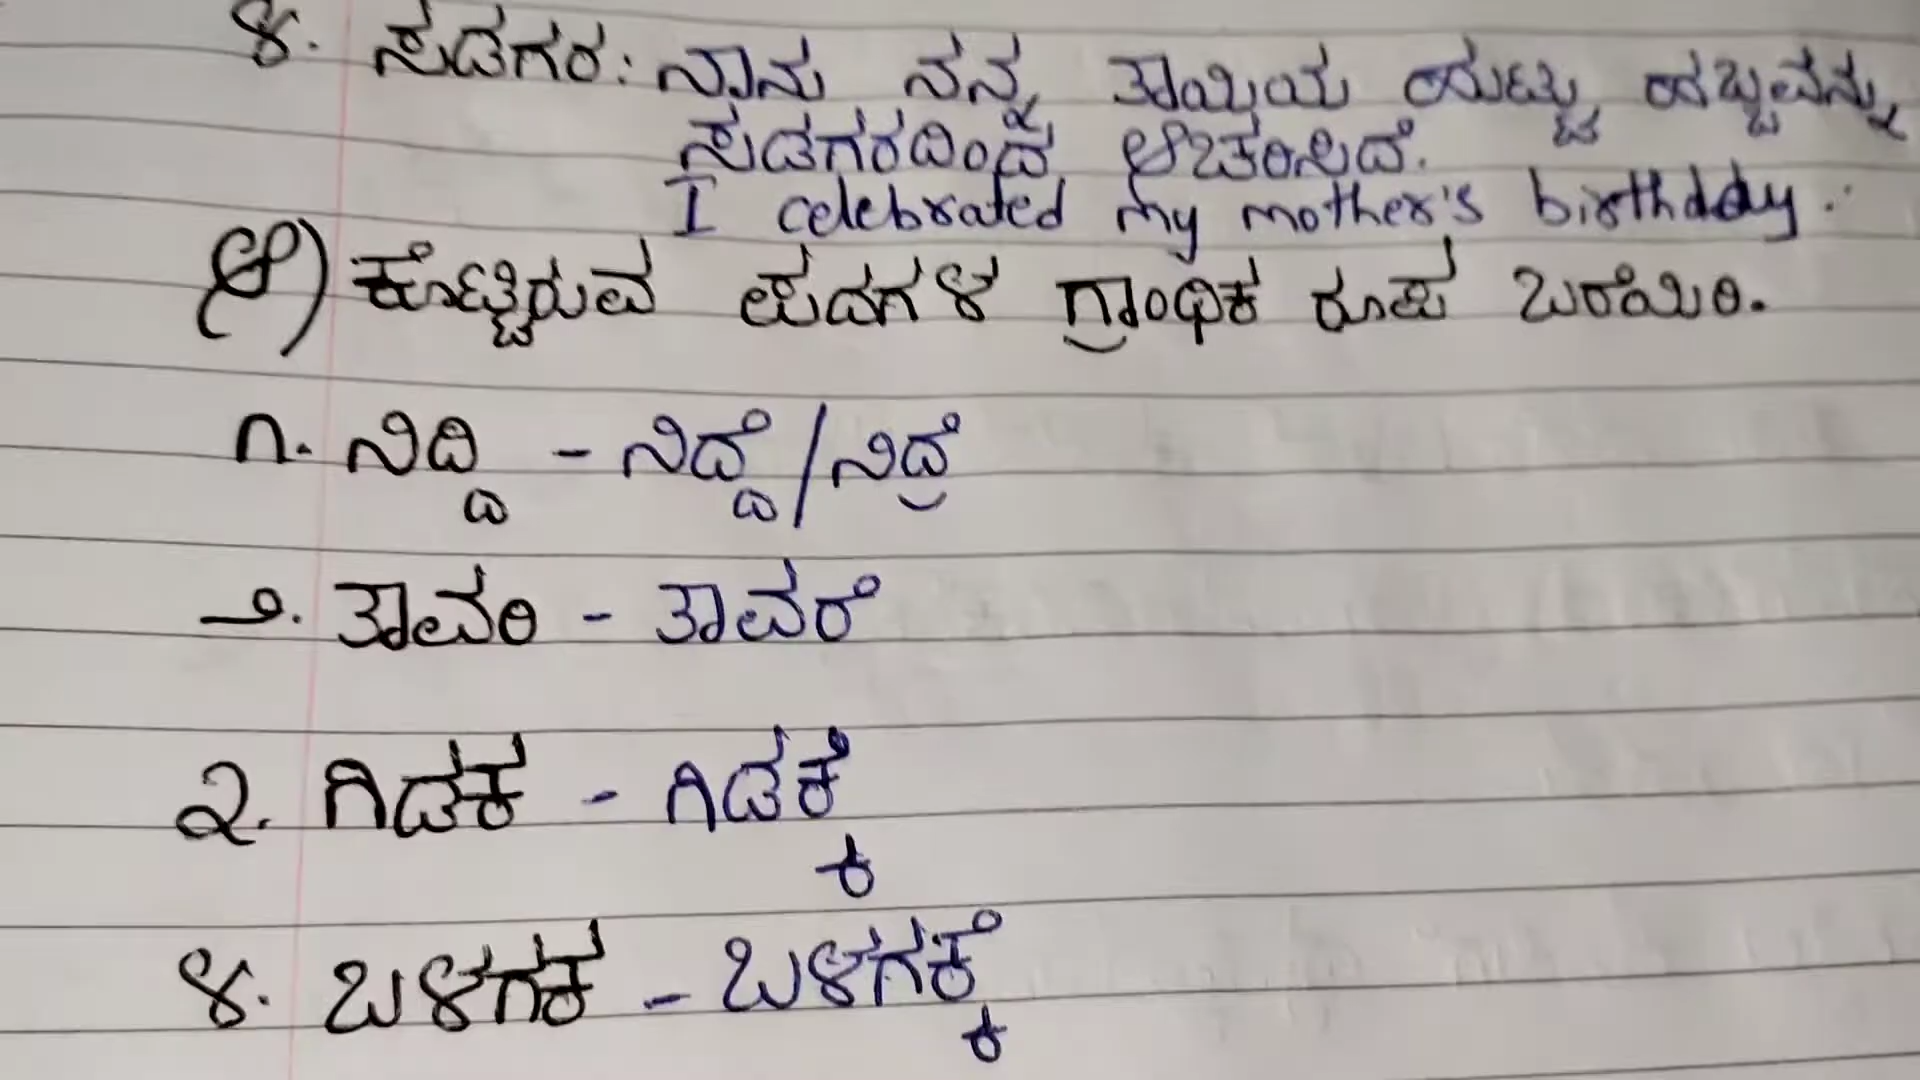 ೪. ಸಡಗರ: ನಾನು ನನ್ನ ತಾಯಿಯ ಹುಟ್ಟು ಹಬ್ಬವನ್ನು
ಸಡಗರದಿಂದ ಆಚರಿಸಿದೆ.
I celebrated my mother's birthday.
ಆ) ಕೊಟ್ಟಿರುವ ಪದಗಳ ಗ್ರಾಂಥಿಕ ರೂಪ ಬರೆಯಿರಿ.
೧. ನಿದ್ದಿ - ನಿದ್ದೆ/ನಿದ್ರೆ
೨. ತಾವರಿ - ತಾವರೆ
೩. ಗಿಡಕ - ಗಿಡಕ್ಕೆ
೪. ಬಳಗಕ - ಬಳಗಕ್ಕೆ